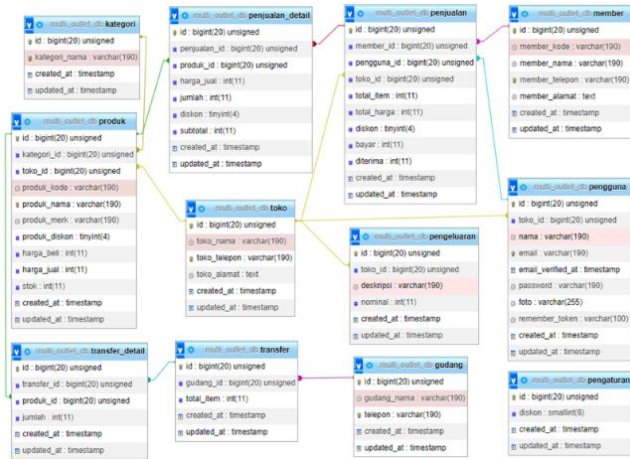 multi_outlet_db kategori
id : bigint(20) unsigned
kategori_nama : varchar(190)
created_at : timestamp
updated_at : timestamp
multi_outlet_db penjualan_detail
id : bigint(20) unsigned
penjualan_id : bigint(20) unsigned
produk_id : bigint(20) unsigned
harga_jual : int(11)
jumlah : int(11)
diskon : tinyint(4)
subtotal : int(11)
created_at : timestamp
updated_at : timestamp
multi_outlet_db penjualan
id : bigint(20) unsigned
member_id : bigint(20) unsigned
pengguna_id : bigint(20) unsigned
toko_id : bigint(20) unsigned
total_item : int(11)
total_harga : int(11)
diskon : tinyint(4)
bayar : int(11)
diterima : int(11)
created_at : timestamp
updated_at : timestamp
multi_outlet_db member
id : bigint(20) unsigned
member_kode : varchar(190)
member_nama : varchar(190)
member_telepon : varchar(190)
member_alamat : text
created_at : timestamp
updated_at : timestamp
multi_outlet_db produk
id : bigint(20) unsigned
kategori_id : bigint(20) unsigned
toko_id : bigint(20) unsigned
produk_kode : varchar(190)
produk_nama : varchar(190)
produk_merk : varchar(190)
produk_diskon : tinyint(4)
harga_beli : int(11)
harga_jual : int(11)
stok : int(11)
created_at : timestamp
updated_at : timestamp
multi_outlet_db toko
id : bigint(20) unsigned
toko_nama : varchar(190)
toko_telepon : varchar(190)
toko_alamat : text
created_at : timestamp
updated_at : timestamp
multi_outlet_db pengeluaran
id : bigint(20) unsigned
toko_id : bigint(20) unsigned
deskripsi : varchar(190)
nominal : int(11)
created_at : timestamp
updated_at : timestamp
multi_outlet_db pengguna
id : bigint(20) unsigned
toko_id : bigint(20) unsigned
nama : varchar(190)
email : varchar(190)
email_verified_at : timestamp
password : varchar(190)
foto : varchar(255)
remember_token : varchar(100)
created_at : timestamp
updated_at : timestamp
multi_outlet_db transfer_detail
id : bigint(20) unsigned
transfer_id : bigint(20) unsigned
produk_id : bigint(20) unsigned
jumlah : int(11)
created_at : timestamp
updated_at : timestamp
multi_outlet_db transfer
id : bigint(20) unsigned
gudang_id : bigint(20) unsigned
total_item : int(11)
created_at : timestamp
updated_at : timestamp
multi_outlet_db gudang
id : bigint(20) unsigned
gudang_nama : varchar(190)
telepon : varchar(190)
created_at : timestamp
updated_at : timestamp
multi_outlet_db pengaturan
id : bigint(20) unsigned
diskon : smallint(6)
created_at : timestamp
updated_at : timestamp